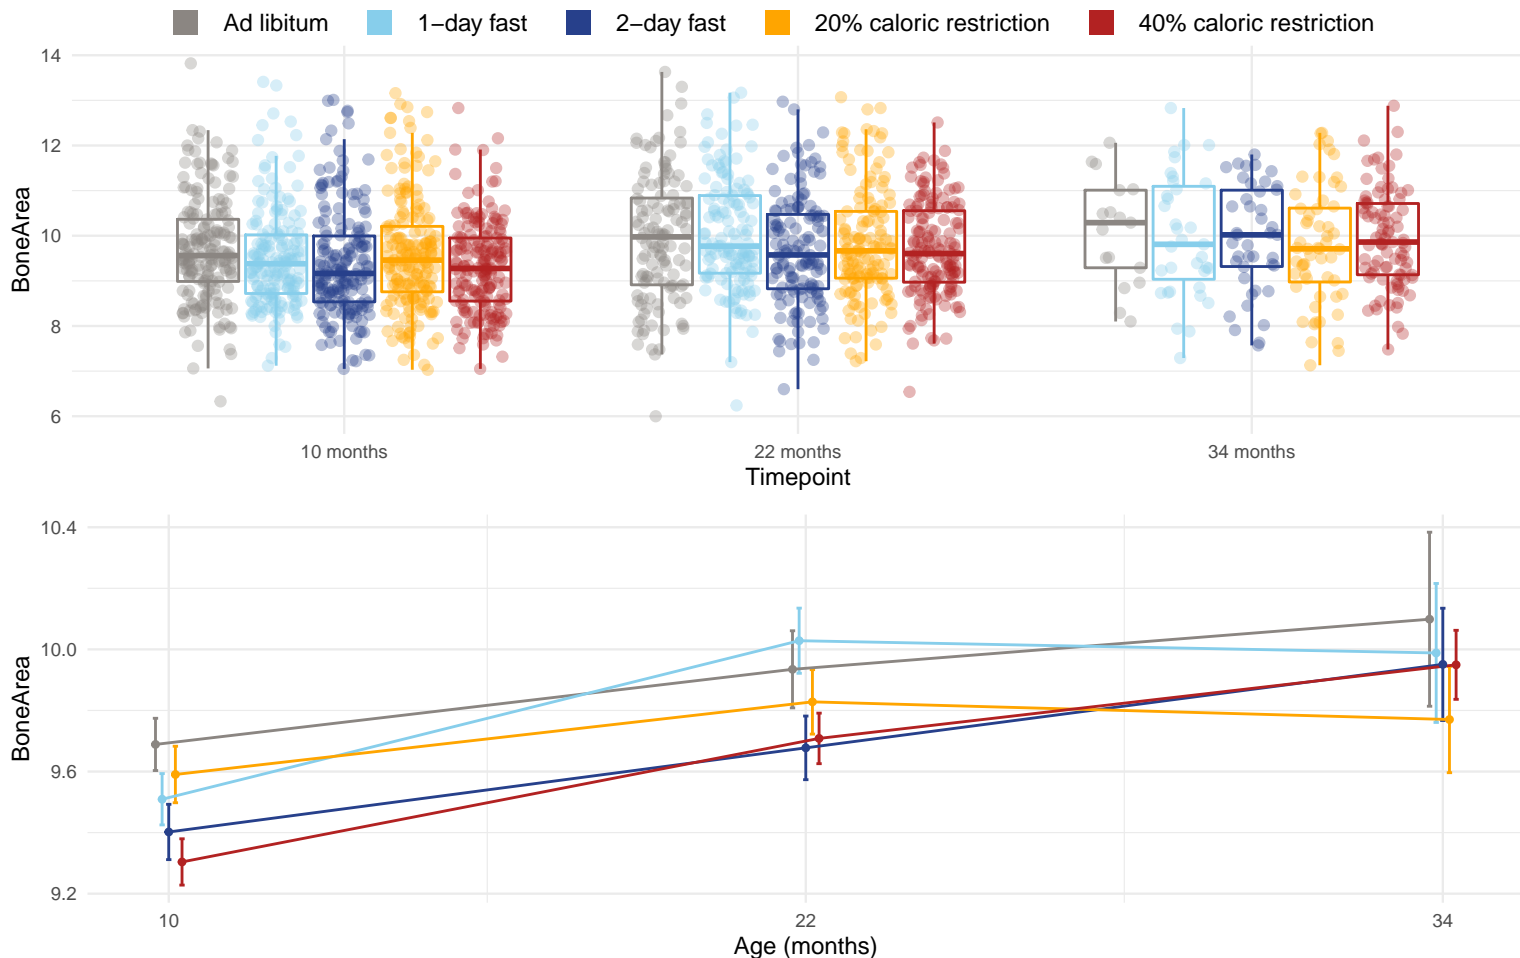 Ad libitum 1−day fast 2−day fast 20% caloric restriction 40% caloric restriction
14
12
10
8
6
BoneArea
10 months 22 months 34 months
Timepoint
10.4
10.0
9.6
9.2
BoneArea
10 22 34
Age (months)